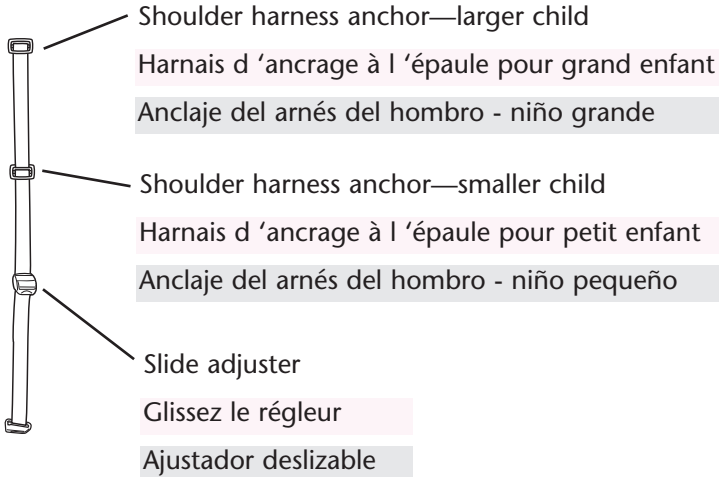 Shoulder harness anchor—larger child
Harnais d ‘ancrage à l ‘épaule pour grand enfant
Anclaje del arnés del hombro - niño grande
Shoulder harness anchor—smaller child
Harnais d ‘ancrage à l ‘épaule pour petit enfant
Anclaje del arnés del hombro - niño pequeño
Slide adjuster
Glissez le régleur
Ajustador deslizable